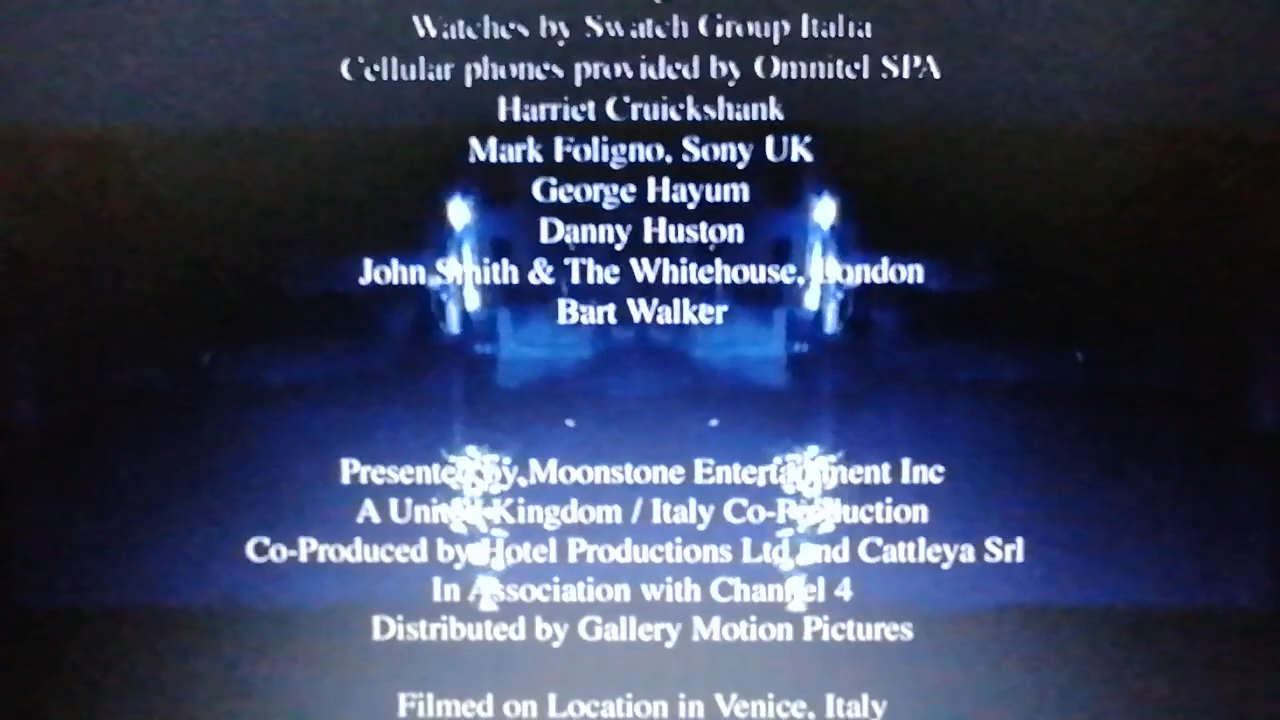 Watches by Swatch Group Italia
Cellular phones provided by Omnitel SPA
Harriet Cruickshank
Mark Foligno, Sony UK
George Hayum
Danny Huston
John Smith & The Whitehouse, London
Bart Walker
Presented by Moonstone Entertainment Inc
A United Kingdom / Italy Co-Production
Co-Produced by Hotel Productions Ltd and Cattleya Srl
In Association with Channel 4
Distributed by Gallery Motion Pictures
Filmed on Location in Venice, Italy